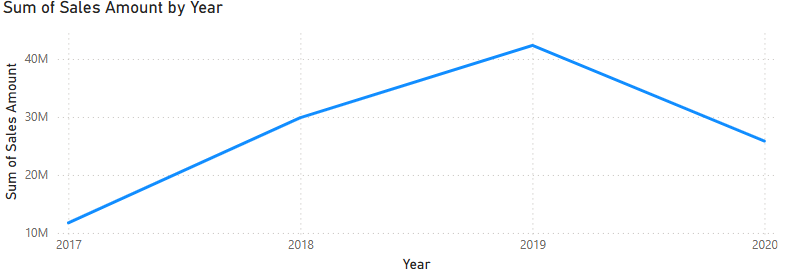 Sum of Sales Amount by Year
Sum of Sales Amount
40M
30M
20M
10M
2017 2018 2019 2020
Year